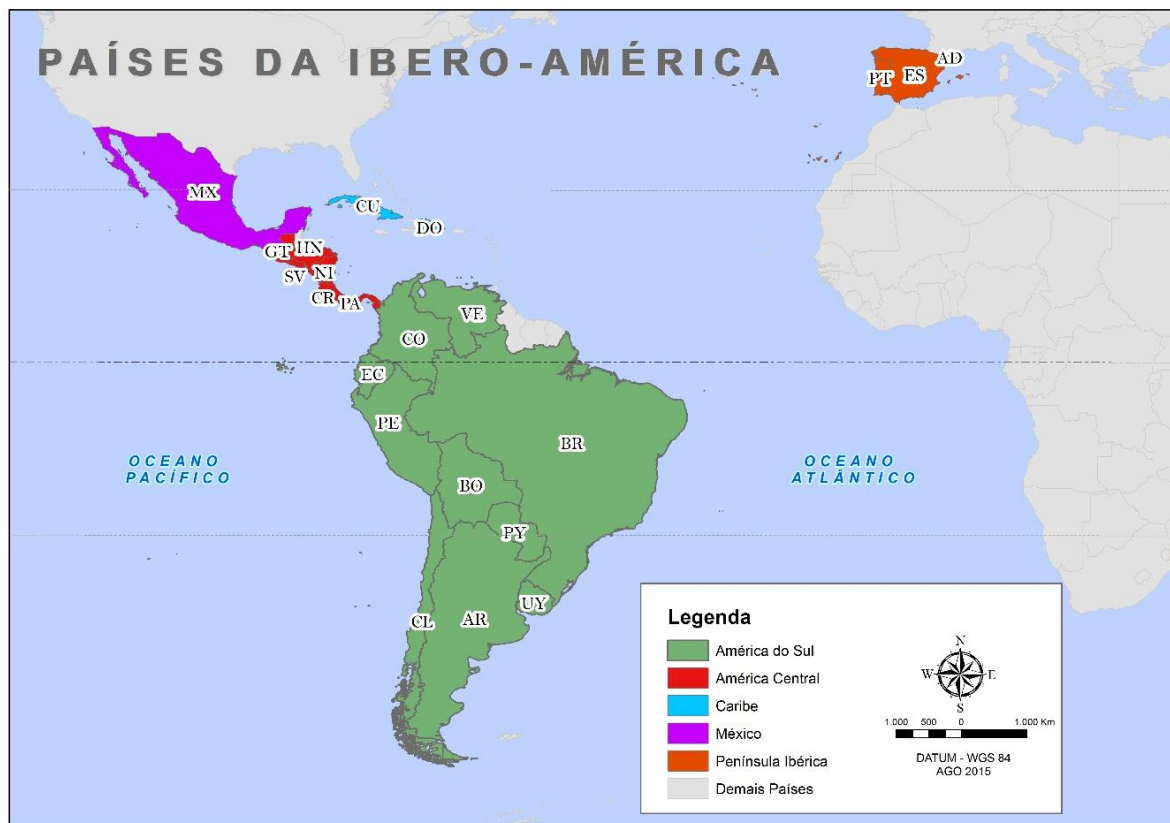 PAÍSES DA IBERO-AMÉRICA
AD
PT
ES
MX
CU
DO
GT
HN
SV
NI
CR
PA
VE
CO
EC
PE
BR
BO
PY
UY
CL
AR
OCEANO
PACÍFICO
OCEANO
ATLÂNTICO
Legenda
América do Sul
América Central
Caribe
México
Península Ibérica
Demais Países
N
W
E
S
1.000 500 0 1.000 Km
DATUM - WGS 84
AGO 2015